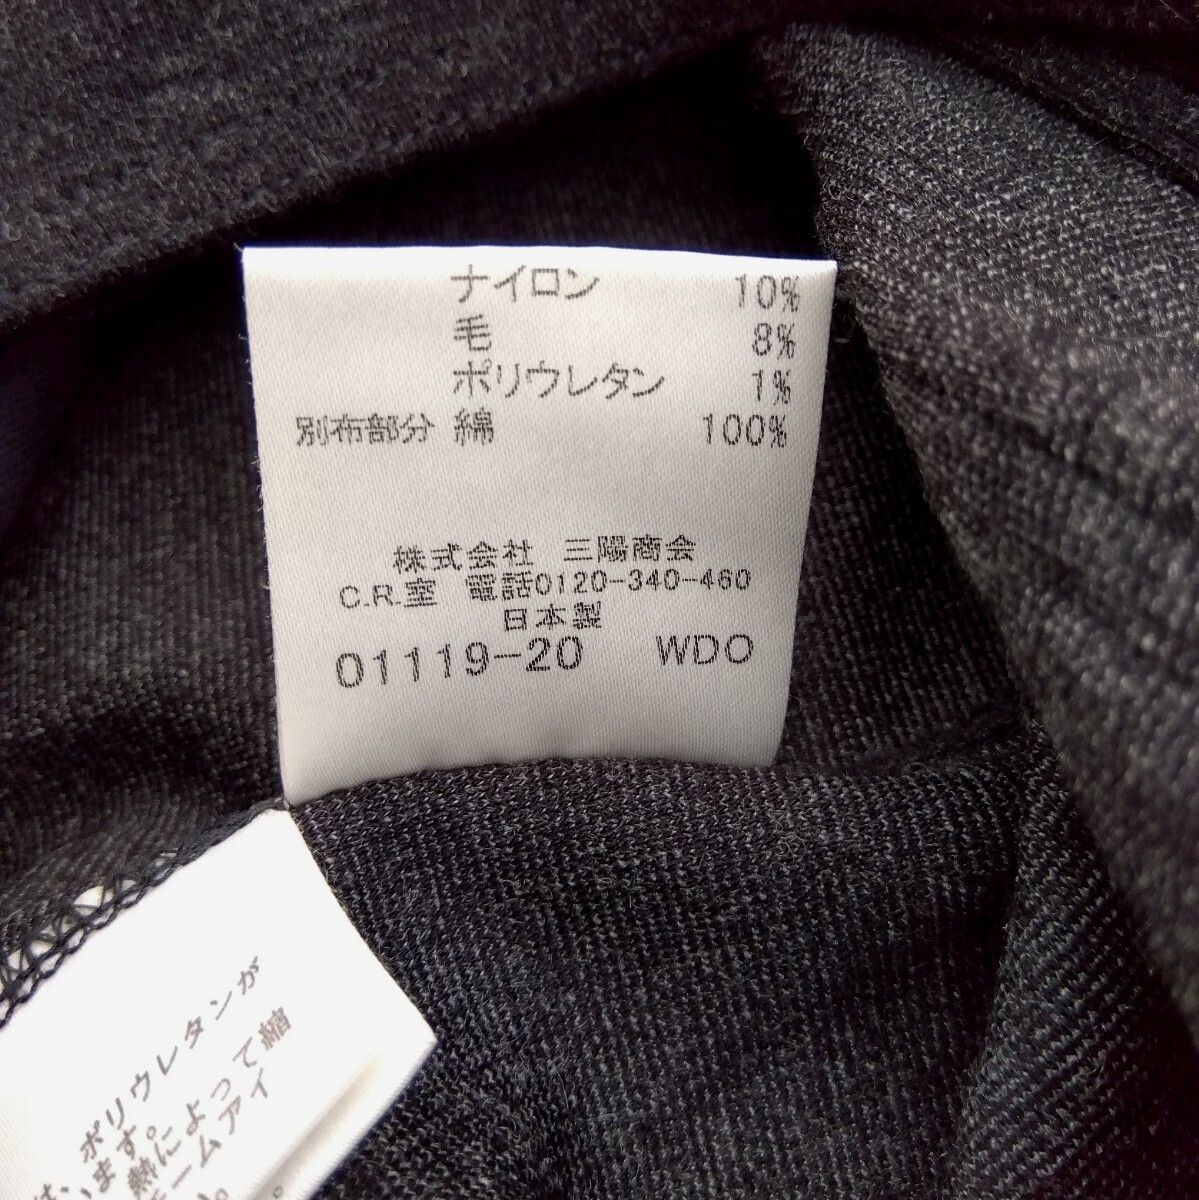 ナイロン 10%
毛 8%
ポリウレタン 1%
別布部分 綿 100%
株式会社 三陽商会
C.R.室 電話0120-340-460
日本製
01119-20 WDO
ポリウレタンが
います。
熱によって縮
ームアイ